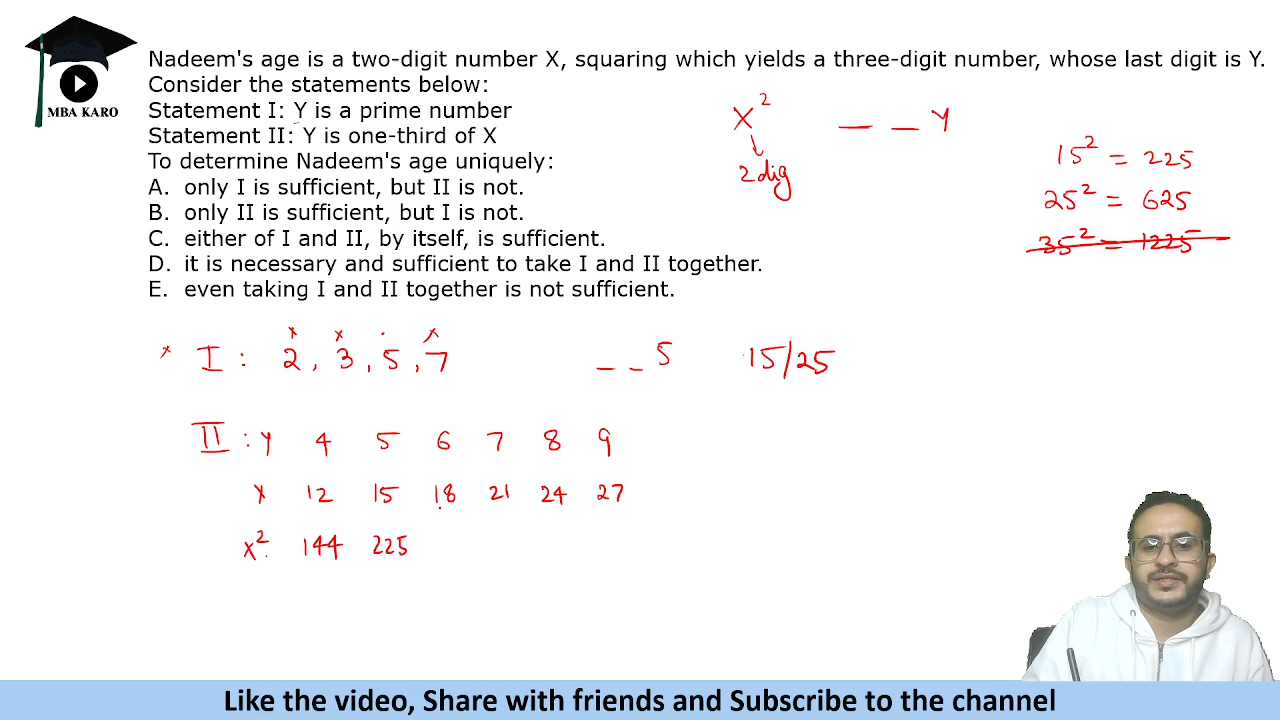 MBA KARO
Nadeem's age is a two-digit number X, squaring which yields a three-digit number, whose last digit is Y.
Consider the statements below:
Statement I: Y is a prime number
Statement II: Y is one-third of X
To determine Nadeem's age uniquely:
A. only I is sufficient, but II is not.
B. only II is sufficient, but I is not.
C. either of I and II, by itself, is sufficient.
D. it is necessary and sufficient to take I and II together.
E. even taking I and II together is not sufficient.
X² _ _ Y
2 dig
15² = 225
25² = 625
35² = 1225
x I : 2, 3, 5, 7 _ _ 5 15/25
II : Y 4 5 6 7 8 9
X 12 15 18 21 24 27
X² 144 225
Like the video, Share with friends and Subscribe to the channel